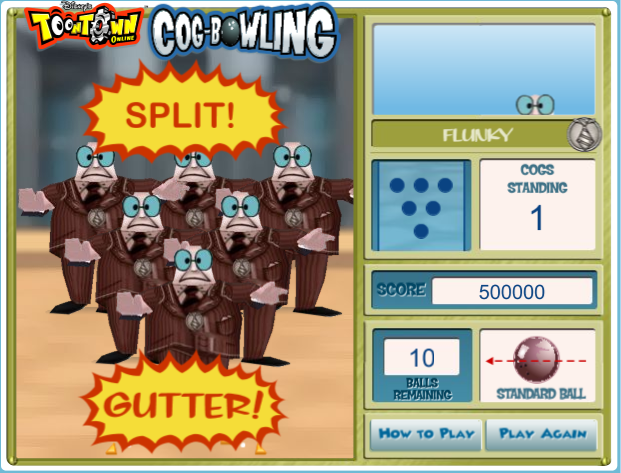 Disney's
TOONTOWN
ONLINE
COG-BOWLING
SPLIT!
FLUNKY
COGS
STANDING
1
SCORE 500000
10
BALLS
REMAINING
STANDARD BALL
GUTTER!
HOW TO PLAY
PLAY AGAIN